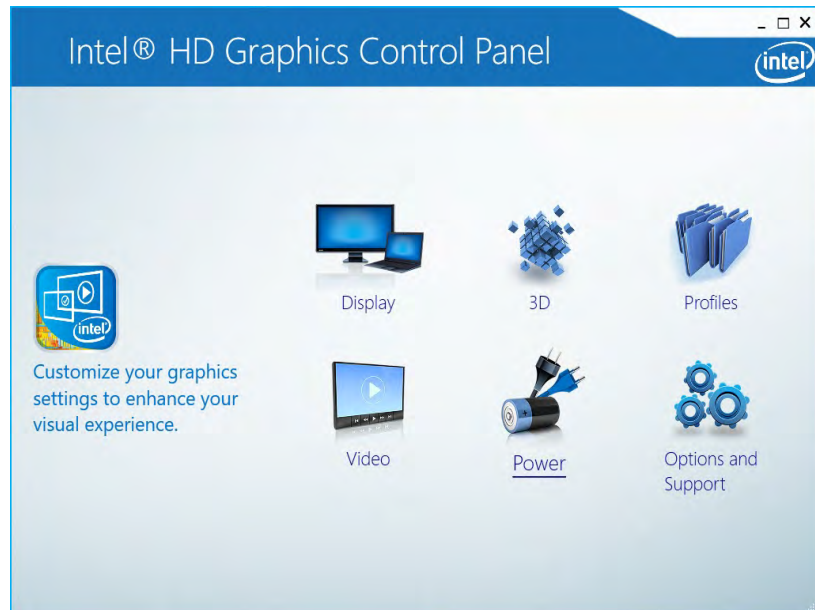 Intel® HD Graphics Control Panel
intel
Display
3D
Profiles
intel
Customize your graphics
settings to enhance your
visual experience.
Video
Power
Options and
Support